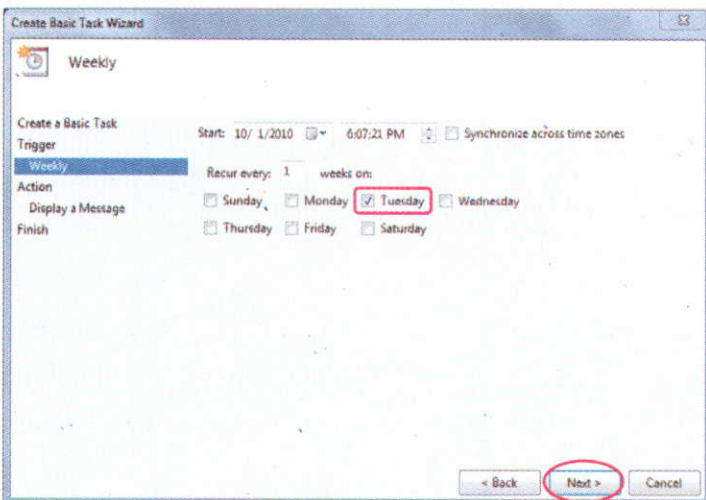 Create Basic Task Wizard
Weekly
Create a Basic Task
Trigger
Weekly
Action
Display a Message
Finish
Start: 10/ 1/2010 6:07:21 PM Synchronize across time zones
Recur every: 1 weeks on:
Sunday Monday Tuesday Wednesday
Thursday Friday Saturday
< Back Next > Cancel